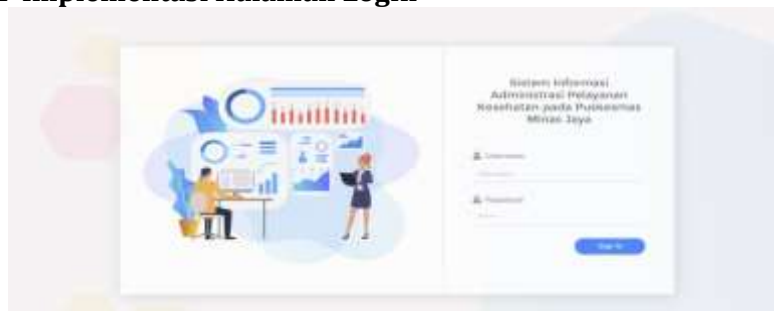 Implementasi Halaman Login
Sistem Informasi
Administrasi Pelayanan
Kesehatan pada Puskesmas
Minas Jaya
Username
Password
Sign In